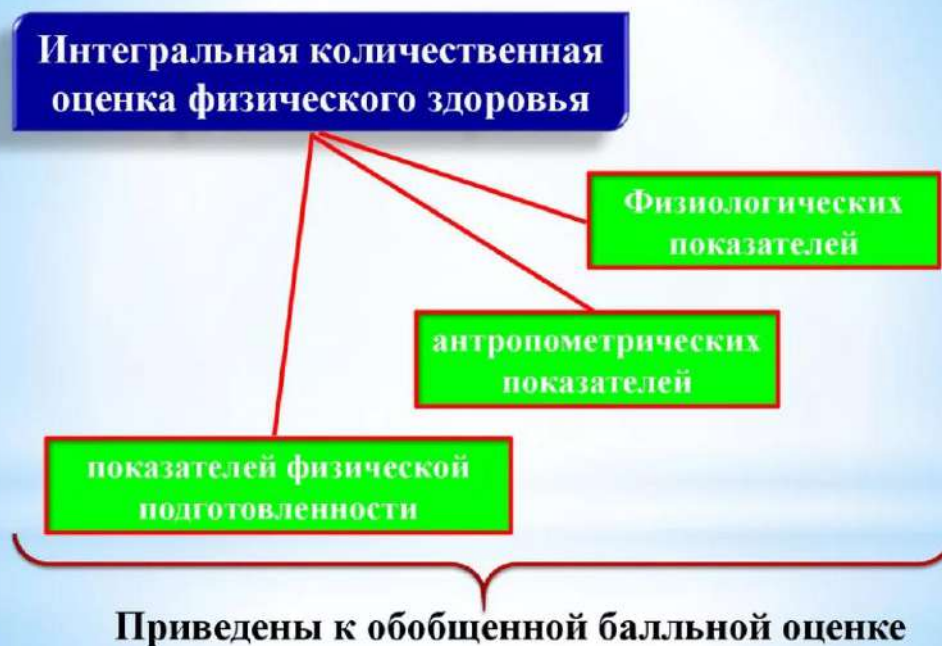 Интегральная количественная
оценка физического здоровья
Физиологических
показателей
антропометрических
показателей
показателей физической
подготовленности
Приведены к обобщенной балльной оценке